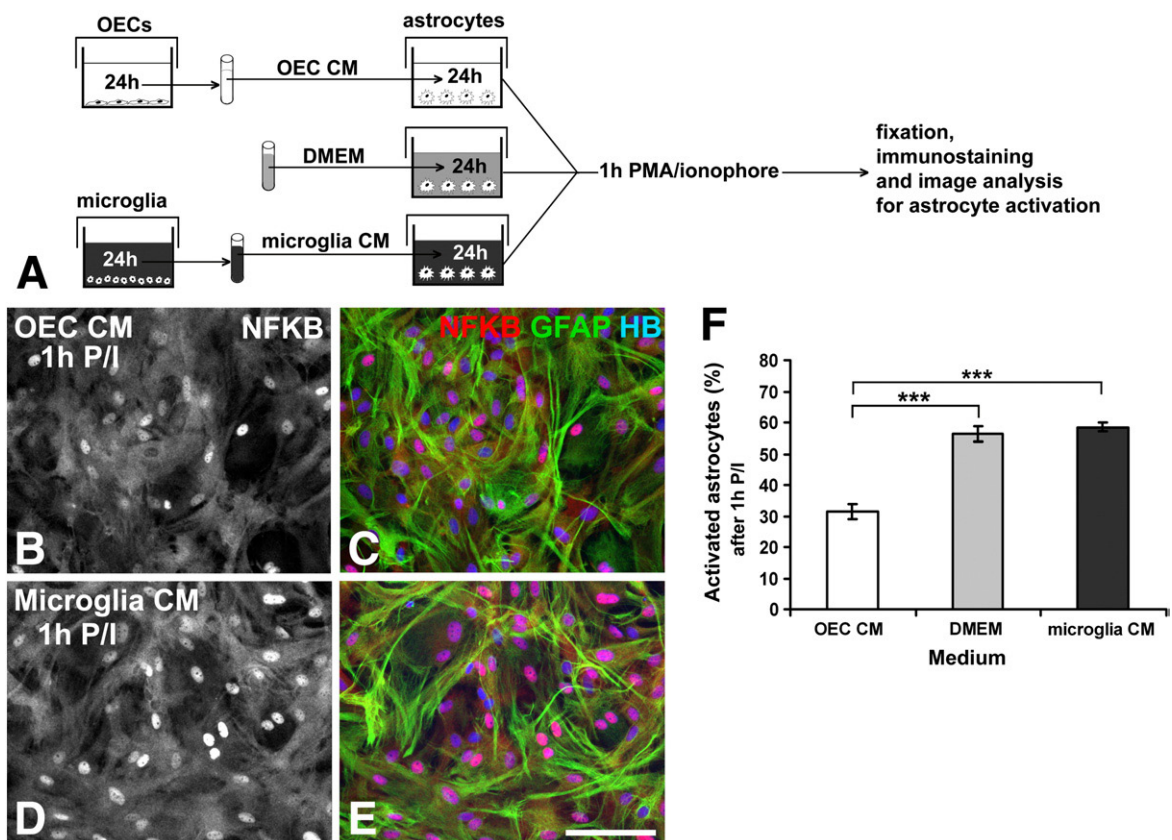 OECs
astrocytes
24h
OEC CM
24h
DMEM
24h
1h PMA/ionophore
fixation,
immunostaining
and image analysis
for astrocyte activation
microglia
24h
microglia CM
24h
A
OEC CM
1h P/I
NFKB
B
NFKB GFAP HB
C
Microglia CM
1h P/I
D
E
F
Activated astrocytes (%)
after 1h P/I
80
70
60
50
40
30
20
10
0
***
***
OEC CM
DMEM
microglia CM
Medium